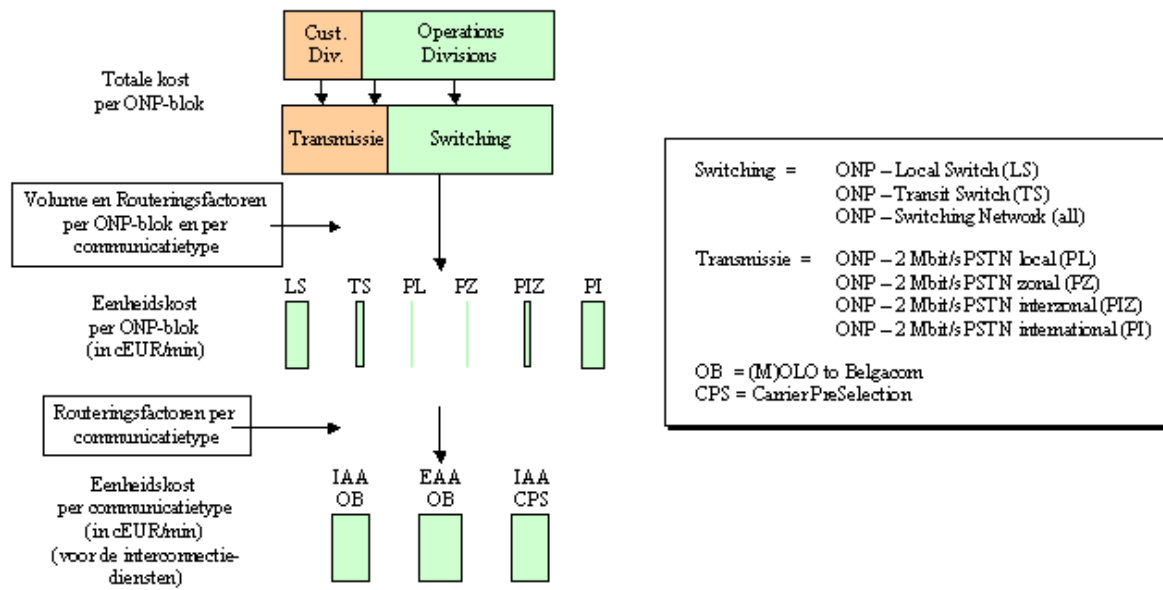 Cust.
Div.
Operations
Divisions
Totale kost
per ONP-blok
Transmissie
Switching
Volume en Routeringsfactoren
per ONP-blok en per
communicatietype
LS TS PL PZ PIZ PI
Eenheidskost
per ONP-blok
(in cEUR/min)
Routeringsfactoren per
communicatietype
IAA EAA IAA
OB OB CPS
Eenheidskost
per communicatietype
(in cEUR/min)
(voor de interconnectie-
diensten)
Switching = ONP – Local Switch (LS)
ONP – Transit Switch (TS)
ONP – Switching Network (all)
Transmissie = ONP – 2 Mbit/s PSTN local (PL)
ONP – 2 Mbit/s PSTN zonal (PZ)
ONP – 2 Mbit/s PSTN interzonal (PIZ)
ONP – 2 Mbit/s PSTN international (PI)
OB = (M)OLO to Belgacom
CPS = Carrier PreSelection